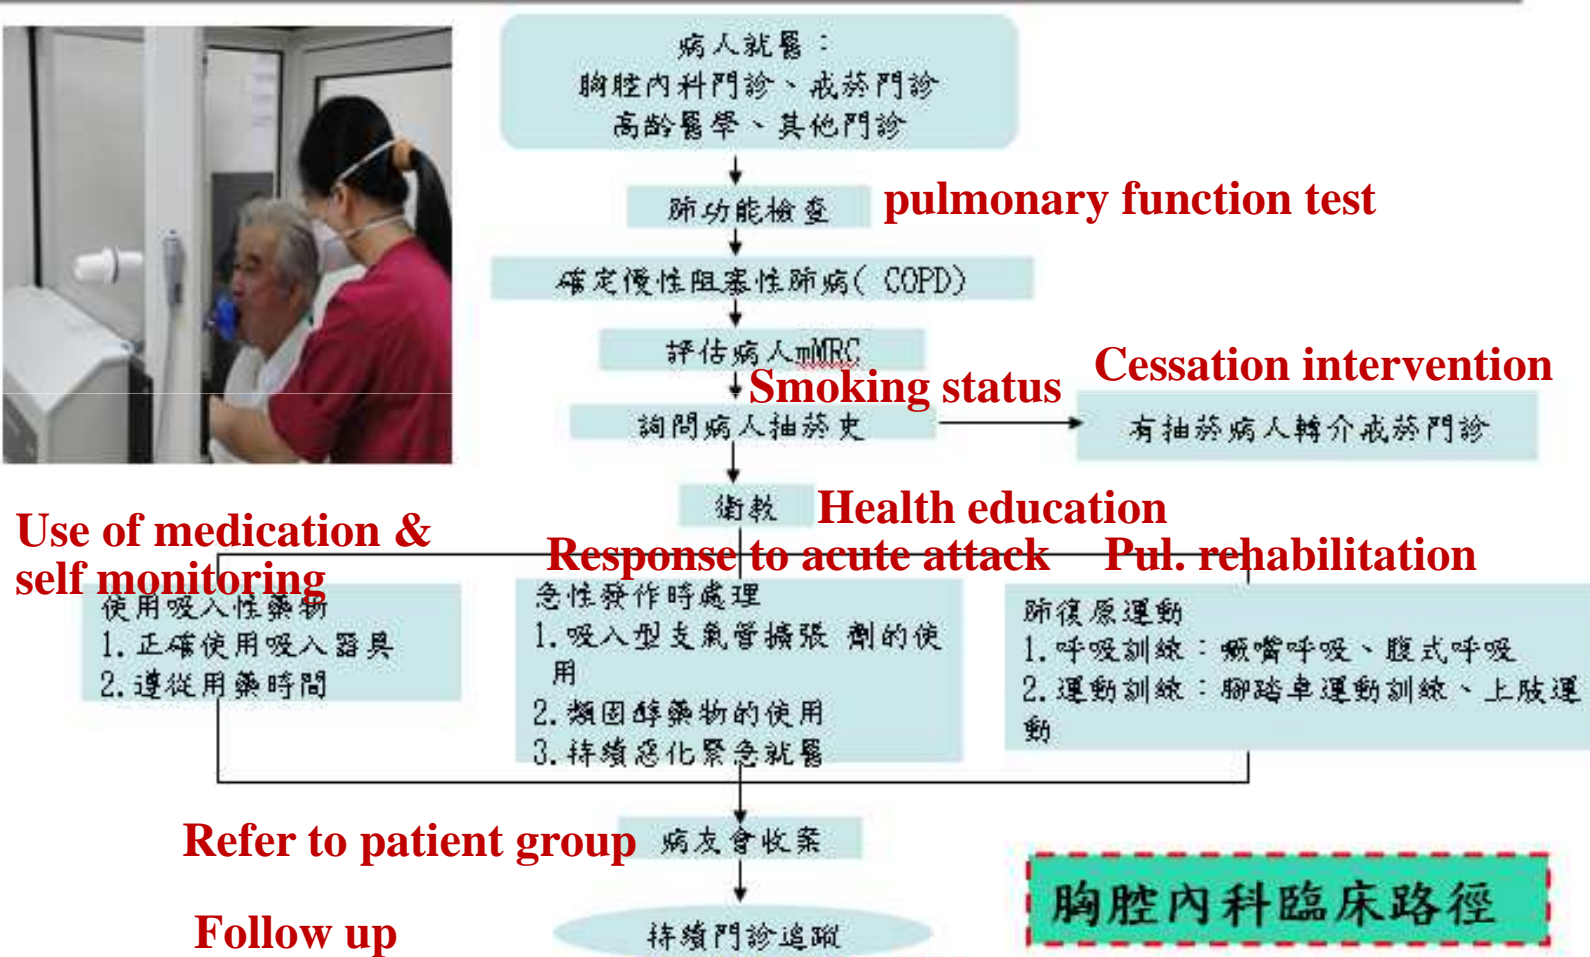 病人就醫：
胸腔內科門診、戒菸門診
高齡醫學、其他門診
肺功能檢查
pulmonary function test
確定慢性阻塞性肺病( COPD)
評估病人mMRC
Smoking status
Cessation intervention
詢問病人抽菸史
有抽菸病人轉介戒菸門診
衛教
Health education
Use of medication &
self monitoring
Response to acute attack
Pul. rehabilitation
使用吸入性藥物
1.正確使用吸入器具
2.遵從用藥時間
急性發作時處理
1.吸入型支氣管擴張 劑的使
用
2.類固醇藥物的使用
3.持續惡化緊急就醫
肺復原運動
1.呼吸訓練：噘嘴呼吸、腹式呼吸
2.運動訓練：腳踏車運動訓練、上肢運
動
Refer to patient group
病友會收案
Follow up
持續門診追蹤
胸腔內科臨床路徑